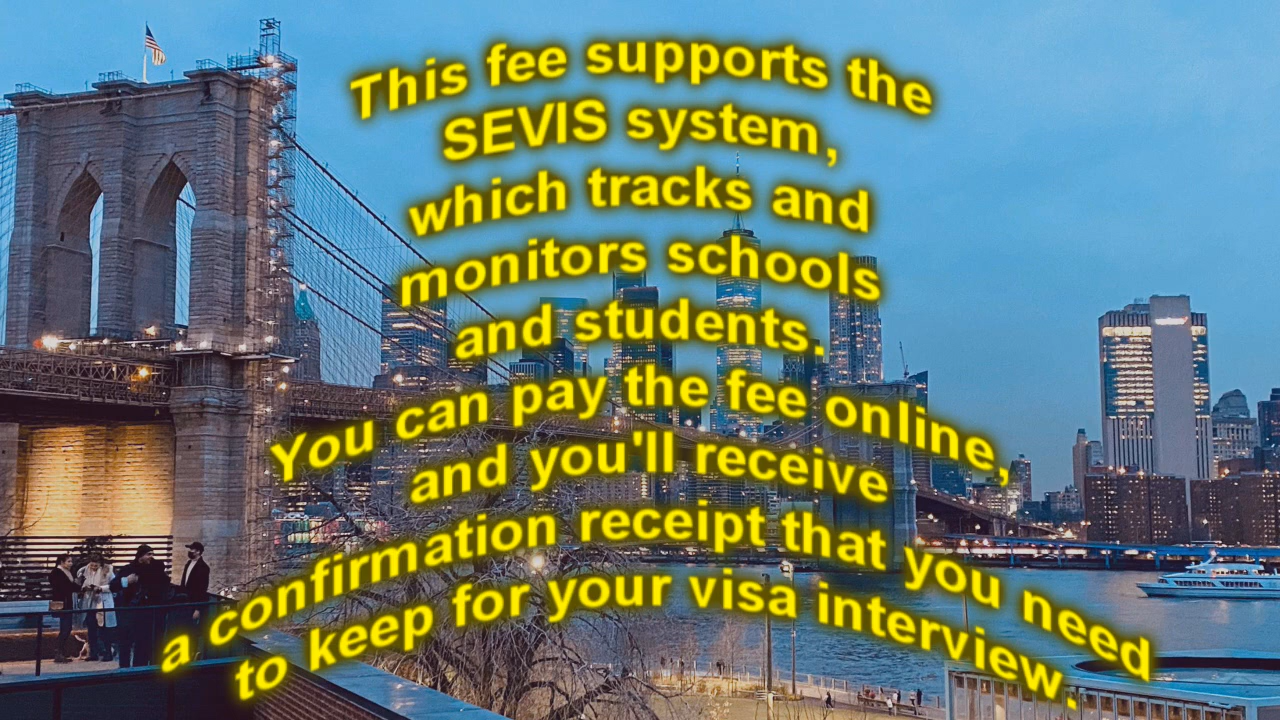 This fee supports the
SEVIS system,
which tracks and
monitors schools
and students.
You can pay the fee online,
and you'll receive
a confirmation receipt that you need
to keep for your visa interview.